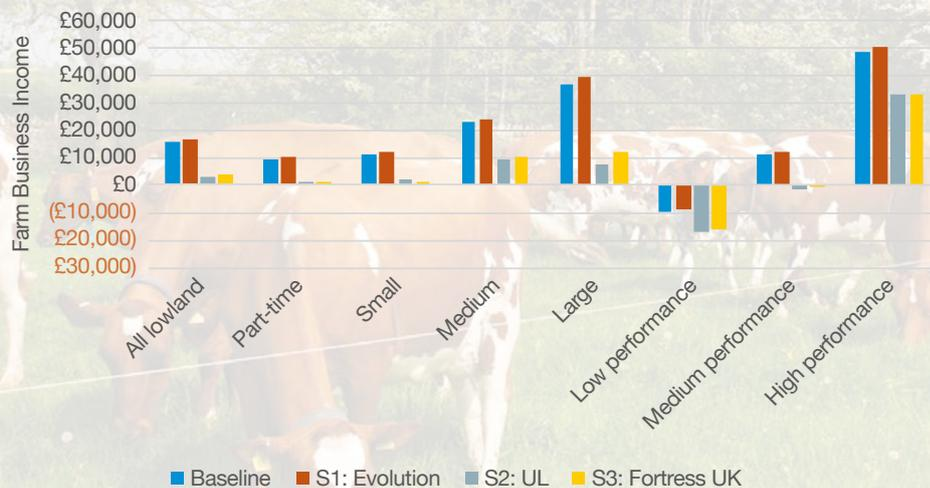 Farm Business Income
£60,000
£50,000
£40,000
£30,000
£20,000
£10,000
£0
(£10,000)
£20,000)
£30,000)
All lowland
Part-time
Small
Medium
Large
Low performance
Medium performance
High performance
Baseline
S1: Evolution
S2: UL
S3: Fortress UK